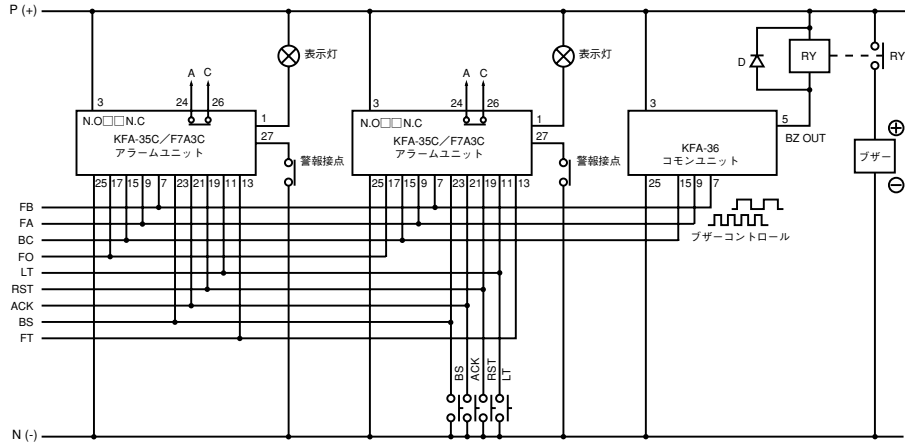 P (+)
表示灯
表示灯
A C
A C
D
RY
RY
3
24
26
1
3
24
26
1
3
5
BZ OUT
N.O□□N.C
27
N.O□□N.C
27
KFA-35C／F7A3C
アラームユニット
KFA-35C／F7A3C
アラームユニット
KFA-36
コモンユニット
⊕
ブザー
⊖
警報接点
警報接点
25 17 15 9 7 23 21 19 11 13
25 17 15 9 7 23 21 19 11 13
25 15 9 7
FB
FA
BC
ブザーコントロール
FO
LT
RST
ACK
BS
FT
BS
ACK
RST
LT
N (-)